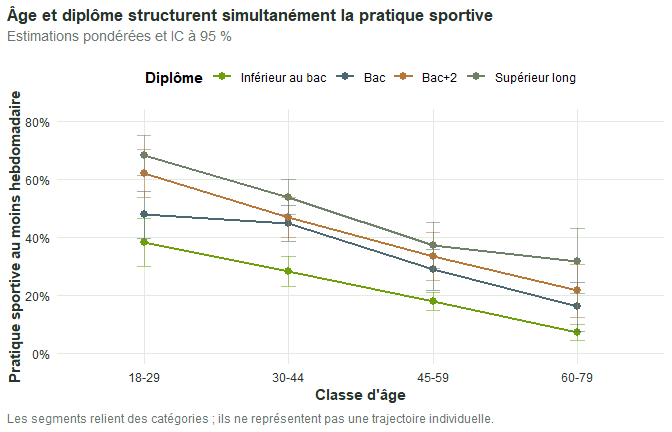 Âge et diplôme structurent simultanément la pratique sportive
Estimations pondérées et IC à 95 %
Diplôme Inférieur au bac Bac Bac+2 Supérieur long
Pratique sportive au moins hebdomadaire
80%
60%
40%
20%
0%
18-29 30-44 45-59 60-79
Classe d'âge
Les segments relient des catégories ; ils ne représentent pas une trajectoire individuelle.